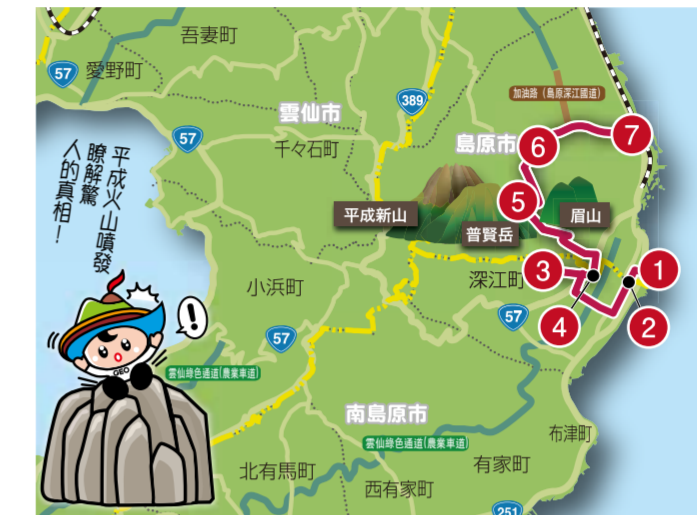 吾妻町
57
愛野町
389
加油路（島原深江國道）
雲仙市
57
島原市
6
7
千々石町
平成火山噴發
瞭解驚
人的真相！
5
平成新山
眉山
普賢岳
3
1
深江町
小浜町
57
4
2
！
57
雲仙綠色通道(農業車道)
OEO
南島原市
布津町
雲仙綠色通道(農業車道)
北有馬町
有家町
西有家町
251